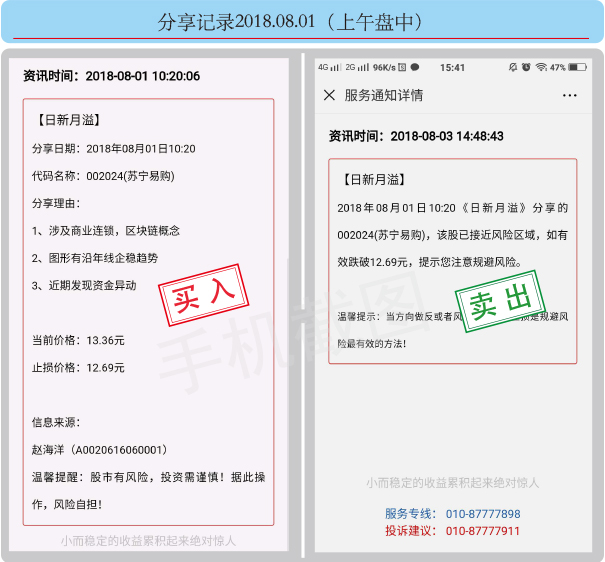 分享记录2018.08.01（上午盘中）
资讯时间：2018-08-01 10:20:06
【日新月溢】
分享日期：2018年08月01日10:20
代码名称：002024(苏宁易购)
分享理由：
1、涉及商业连锁，区块链概念
2、图形有沿年线企稳趋势
3、近期发现资金异动
买入
当前价格：13.36元
止损价格：12.69元
信息来源：
赵海洋（A0020616060001）
温馨提醒：股市有风险，投资需谨慎！据此操
作，风险自担！
小而稳定的收益累积起来绝对惊人
4G 2G 96K/s 15:41 47%
服务通知详情
资讯时间：2018-08-03 14:48:43
【日新月溢】
2018年08月01日10:20《日新月溢》分享的
002024(苏宁易购)，该股已接近风险区域，如有
效跌破12.69元，提示您注意规避风险。
卖出
温馨提示：当方向做反或者风 损是规避风
险最有效的方法！
小而稳定的收益累积起来绝对惊人
服务专线： 010-87777898
投诉建议： 010-87777911
手机截图